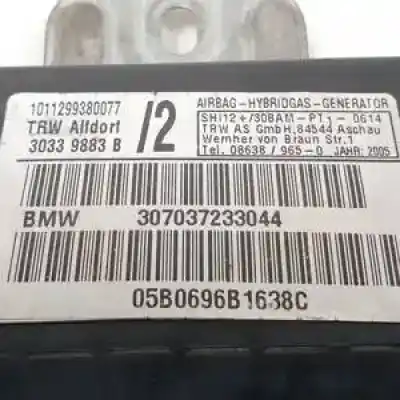 1011299380077
TRW Alfdorf
3033 9883 B
/2
AIRBAG-HYBRIDGAS-GENERATOR
SHI12+/30BAM-PT1-0614
TRW AS GmbH,84544 Aschau
Wernher von Braun Str.1
Tel. 08638/965-0 JAHR: 2005
BMW 307037233044
05B0696B1638C